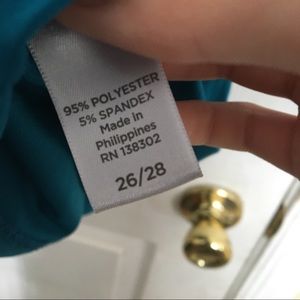 95% POLYESTER
5% SPANDEX
Made in
Philippines
RN 138302
26/28